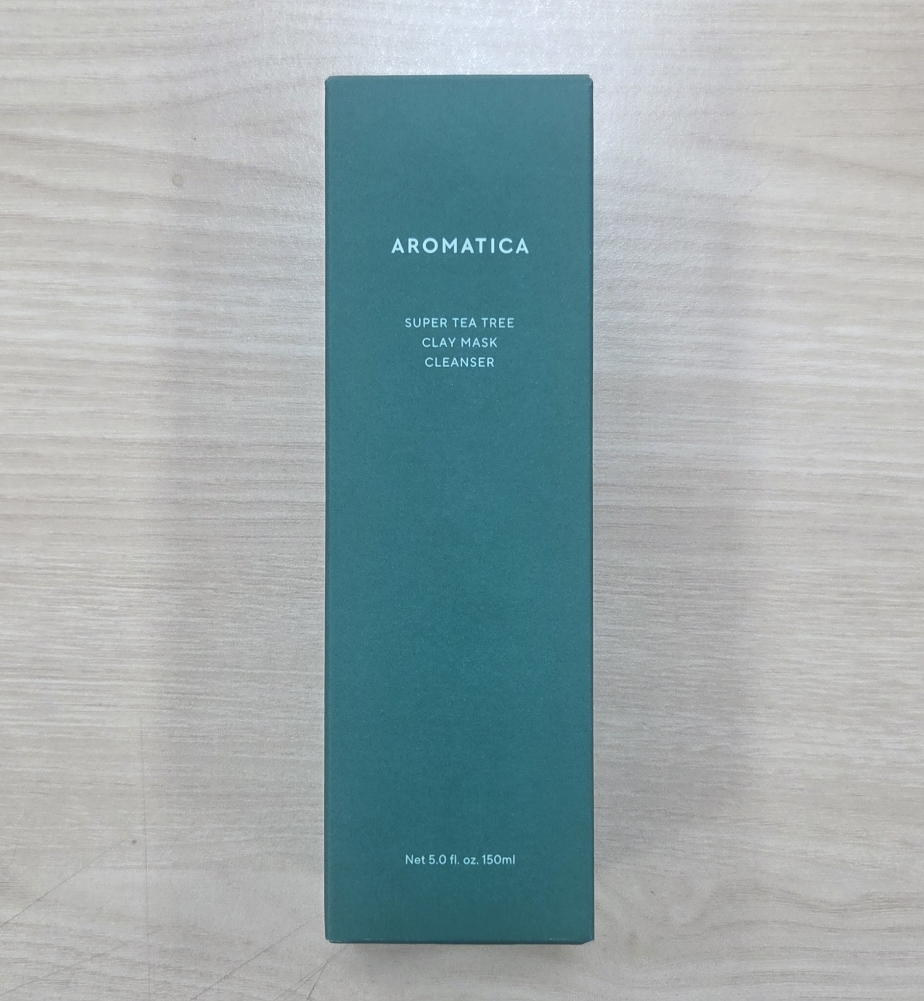 AROMATICA
SUPER TEA TREE
CLAY MASK
CLEANSER
Net 5.0 fl. oz. 150ml